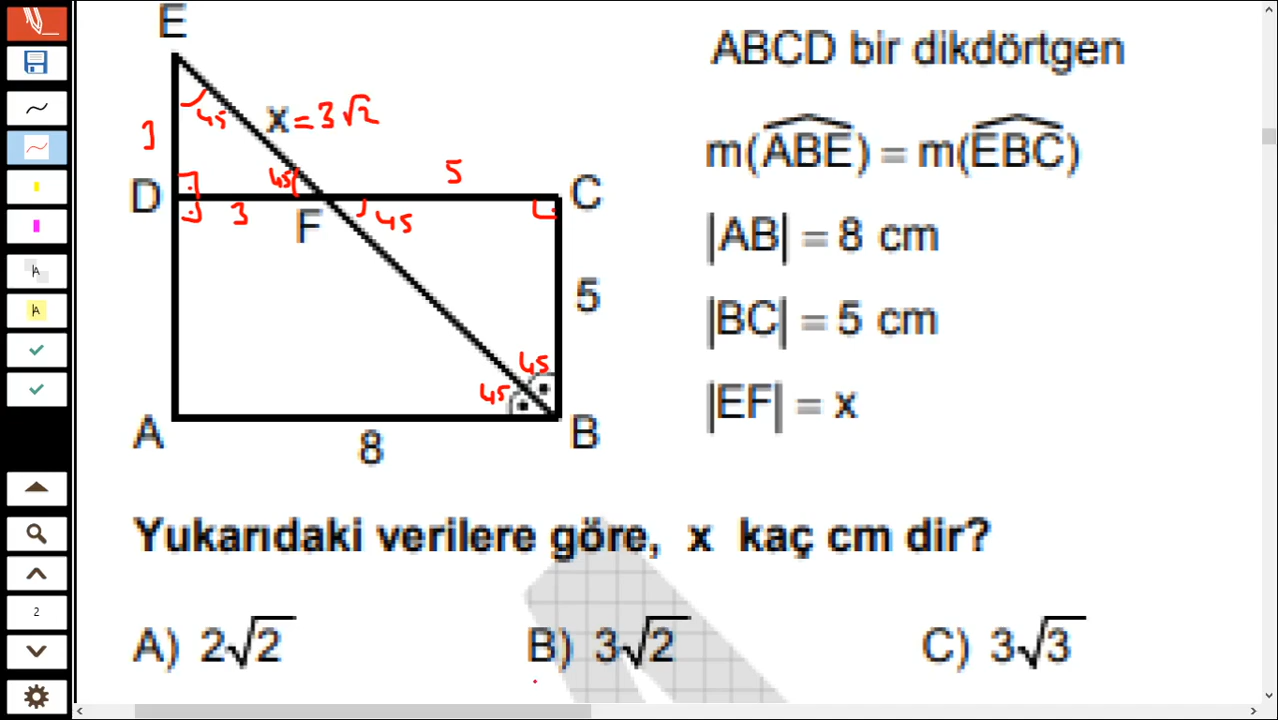 E
ABCD bir dikdörtgen
45
x = 3√2
3
m(ABE) = m(EBC)
D
45
5
C
3
F
45
|AB| = 8 cm
5
|BC| = 5 cm
45
45
|EF| = x
A
8
B
Yukarıdaki verilere göre, x kaç cm dir?
A) 2√2
B) 3√2
C) 3√3
A
A
2